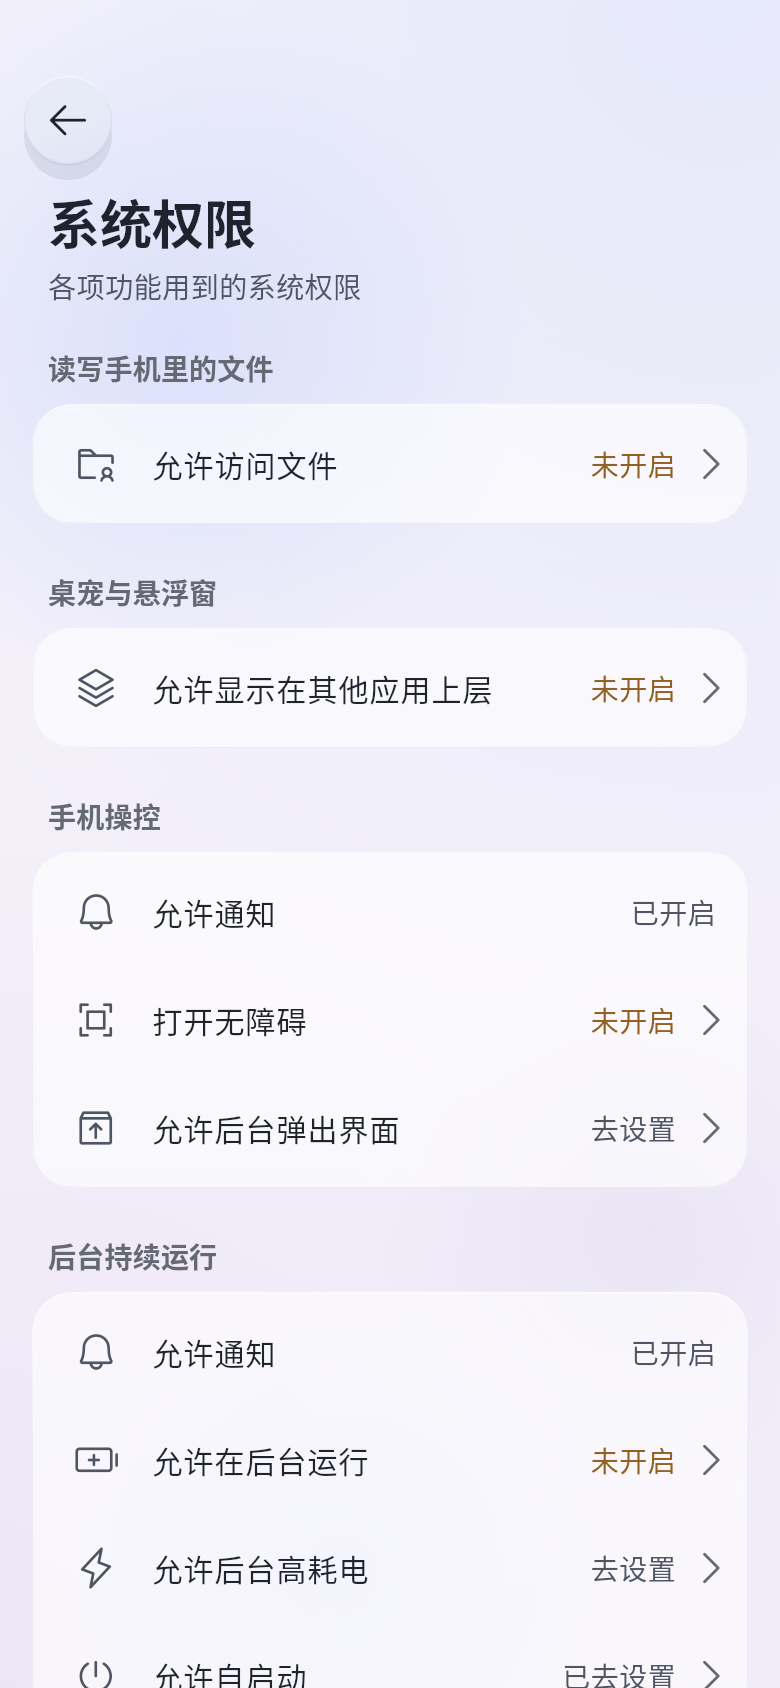 系统权限
各项功能用到的系统权限
读写手机里的文件
允许访问文件 未开启
桌宠与悬浮窗
允许显示在其他应用上层 未开启
手机操控
允许通知 已开启
打开无障碍 未开启
允许后台弹出界面 去设置
后台持续运行
允许通知 已开启
允许在后台运行 未开启
允许后台高耗电 去设置
允许自启动 已去设置